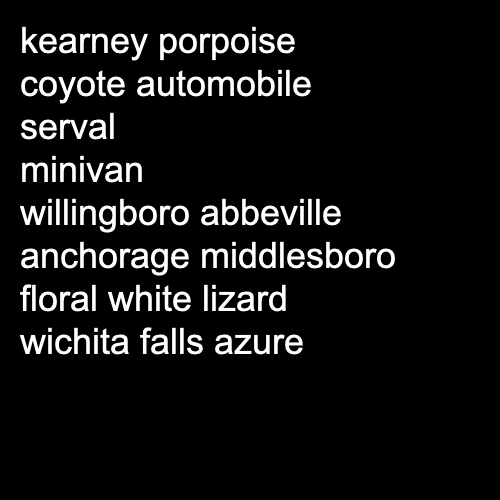 kearney porpoise
coyote automobile
serval
minivan
willingboro abbeville
anchorage middlesboro
floral white lizard
wichita falls azure